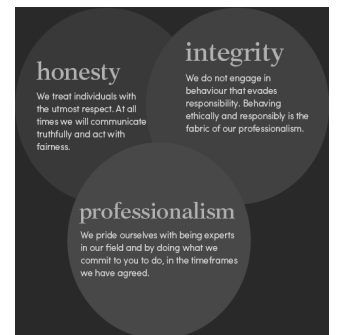 honesty
We treat individuals with
the utmost respect. At all
times we will communicate
truthfully and act with
fairness.
integrity
We do not engage in
behaviour that evades
responsibility. Behaving
ethically and responsibly is the
fabric of our professionalism.
professionalism
We pride ourselves with being experts
in our field and by doing what we
commit to you to do, in the timeframes
we have agreed.